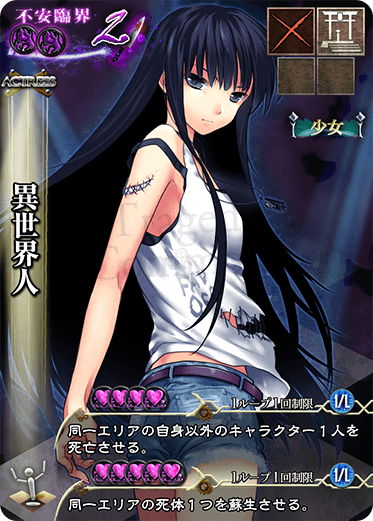 不安臨界
2
ACTRESS
少女
異世界人
1ループ1回制限
1/L
同一エリアの自身以外のキャラクター1人を
死亡させる。
1ループ1回制限
1/L
同一エリアの死体1つを蘇生させる。